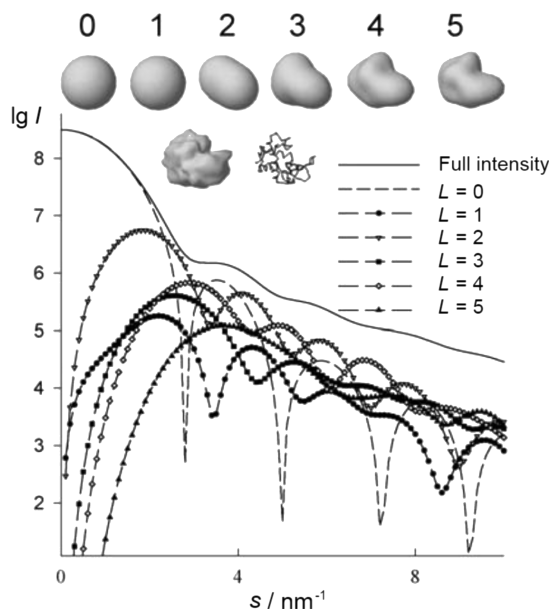 0 1 2 3 4 5
lg I
8
7
6
5
4
3
2
Full intensity
L = 0
L = 1
L = 2
L = 3
L = 4
L = 5
0 4 8
s / nm⁻¹